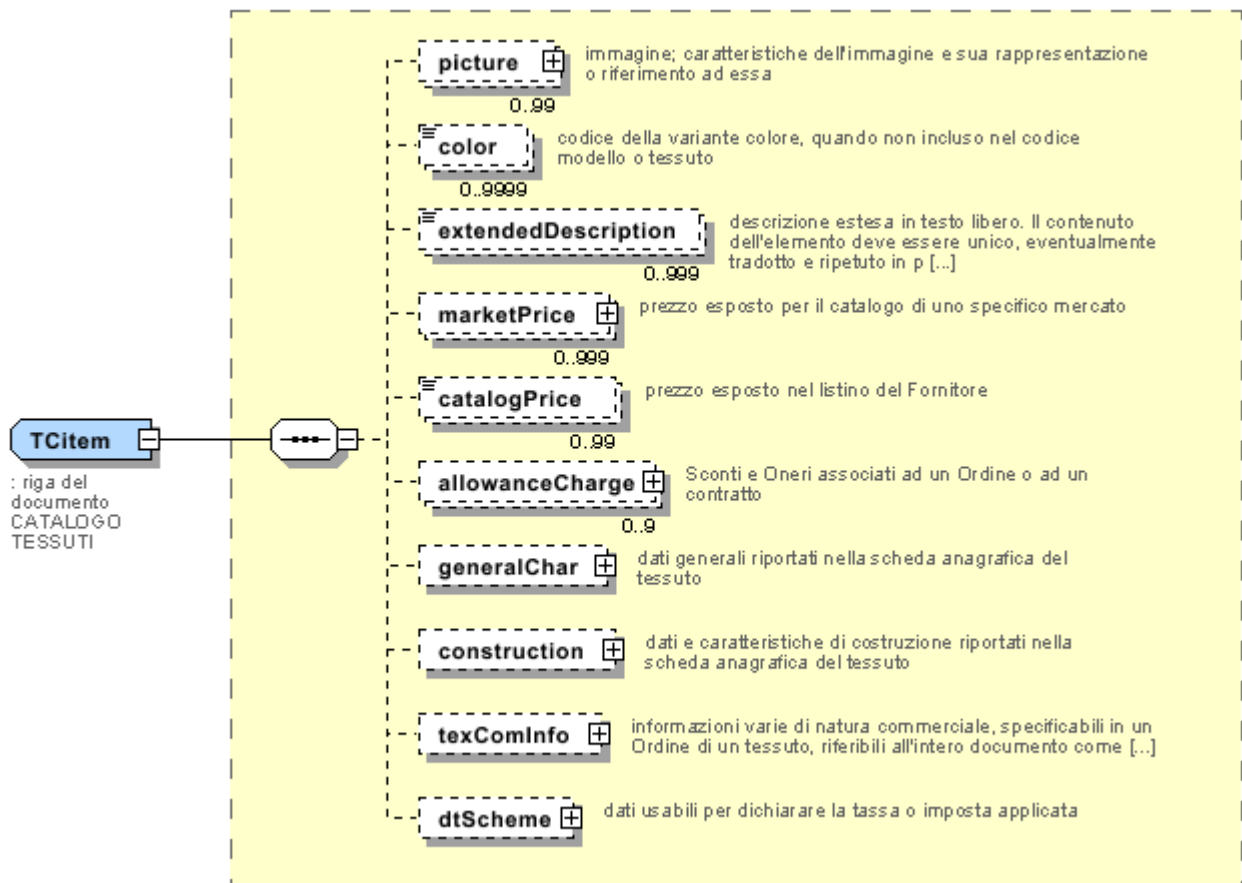 picture
immagine; caratteristiche dell'immagine e sua rappresentazione
o riferimento ad essa
0..99
color
codice della variante colore, quando non incluso nel codice
modello o tessuto
0..9999
extendedDescription
descrizione estesa in testo libero. Il contenuto
dell'elemento deve essere unico, eventualmente
tradotto e ripetuto in p [...]
0..999
marketPrice
prezzo esposto per il catalogo di uno specifico mercato
0..999
catalogPrice
prezzo esposto nel listino del Fornitore
0..99
TCitem
: riga del
documento
CATALOGO
TESSUTI
allowanceCharge
Sconti e Oneri associati ad un Ordine o ad un
contratto
0..9
generalChar
dati generali riportati nella scheda anagrafica del
tessuto
construction
dati e caratteristiche di costruzione riportati nella
scheda anagrafica del tessuto
texComInfo
informazioni varie di natura commerciale, specificabili in un
Ordine di un tessuto, riferibili all'intero documento come [...]
dtScheme
dati usabili per dichiarare la tassa o imposta applicata